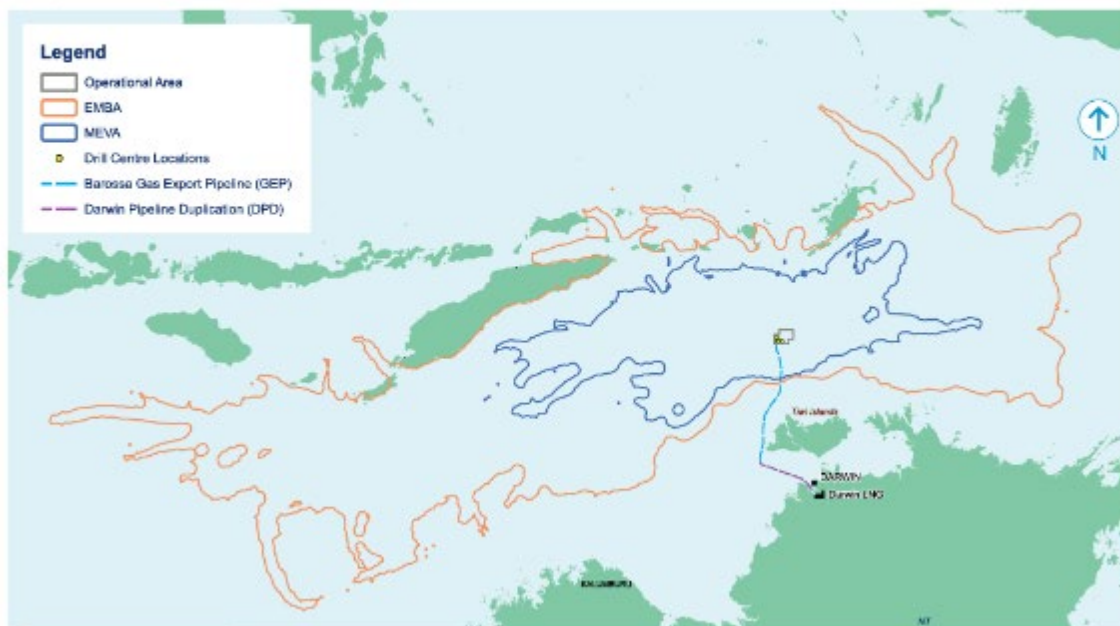 Legend
Operational Area
EMBA
MEVA
Drill Centre Locations
Barossa Gas Export Pipeline (GEP)
Darwin Pipeline Duplication (DPD)
N
Tiwi Islands
DARWIN
Darwin LNG
NT